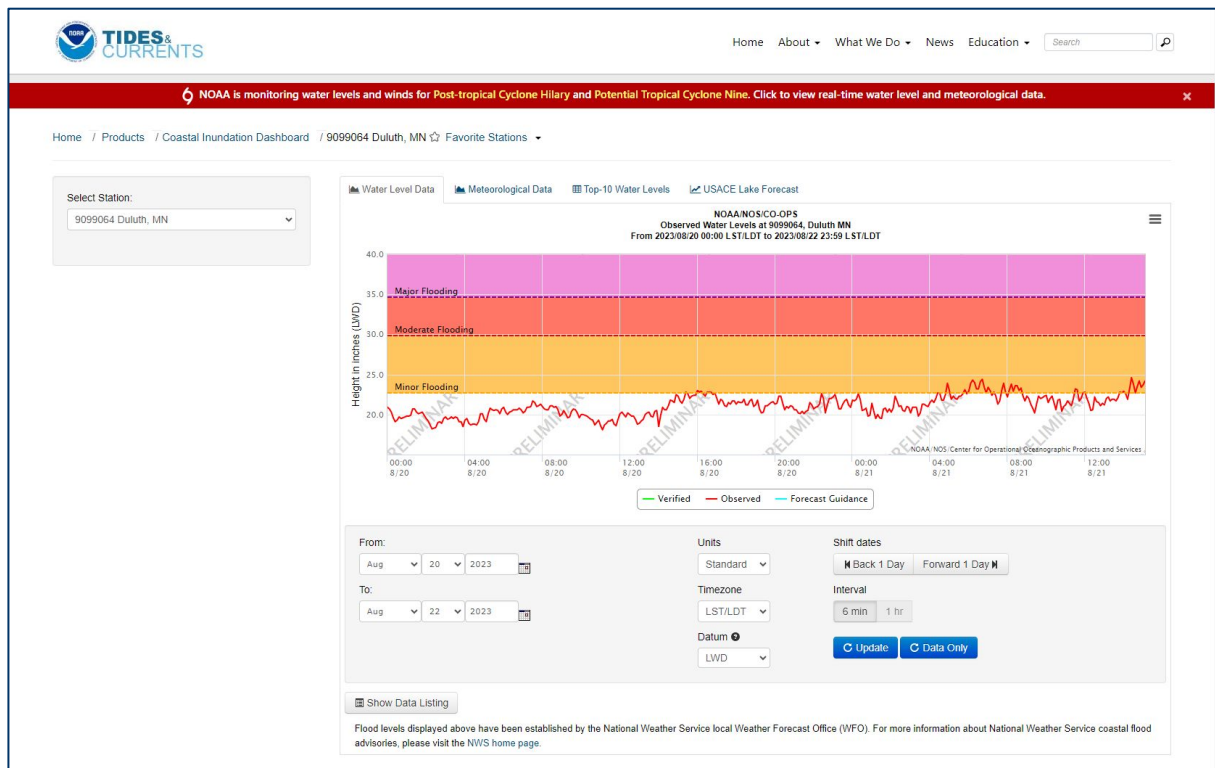 NOAA
TIDES&
CURRENTS
Home About What We Do News Education Search
NOAA is monitoring water levels and winds for Post-tropical Cyclone Hilary and Potential Tropical Cyclone Nine. Click to view real-time water level and meteorological data. ×
Home / Products / Coastal Inundation Dashboard / 9099064 Duluth, MN ☆ Favorite Stations
Select Station:
9099064 Duluth, MN
Water Level Data Meteorological Data Top-10 Water Levels USACE Lake Forecast
NOAA/NOS/CO-OPS
Observed Water Levels at 9099064, Duluth MN
From 2023/08/20 00:00 LST/LDT to 2023/08/22 23:59 LST/LDT
Height in inches (LWD)
40.0
35.0
30.0
25.0
20.0
Major Flooding
Moderate Flooding
Minor Flooding
RELIMINAR RELIMINAR RELIMINAR RELIMINAR RELIMINAR RELIMINAR
NOAA/NOS/Center for Operational Oceanographic Products and Services
00:00 04:00 08:00 12:00 16:00 20:00 00:00 04:00 08:00 12:00
8/20 8/20 8/20 8/20 8/20 8/20 8/21 8/21 8/21 8/21
Verified Observed Forecast Guidance
From:
Aug 20 2023
To:
Aug 22 2023
Units
Standard
Timezone
LST/LDT
Datum
LWD
Shift dates
Back 1 Day Forward 1 Day
Interval
6 min 1 hr
Update Data Only
Show Data Listing
Flood levels displayed above have been established by the National Weather Service local Weather Forecast Office (WFO). For more information about National Weather Service coastal flood
advisories, please visit the NWS home page.